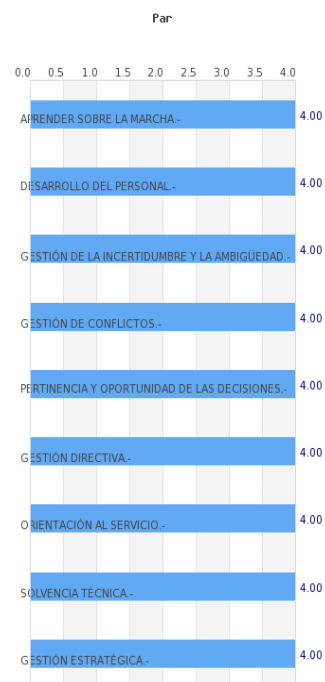 Par
0.0 0.5 1.0 1.5 2.0 2.5 3.0 3.5 4.0
APRENDER SOBRE LA MARCHA.- 4.00
DESARROLLO DEL PERSONAL.- 4.00
GESTIÓN DE LA INCERTIDUMBRE Y LA AMBIGÜEDAD.- 4.00
GESTIÓN DE CONFLICTOS.- 4.00
PERTINENCIA Y OPORTUNIDAD DE LAS DECISIONES.- 4.00
GESTIÓN DIRECTIVA.- 4.00
ORIENTACIÓN AL SERVICIO.- 4.00
SOLVENCIA TÉCNICA.- 4.00
GESTIÓN ESTRATÉGICA.- 4.00